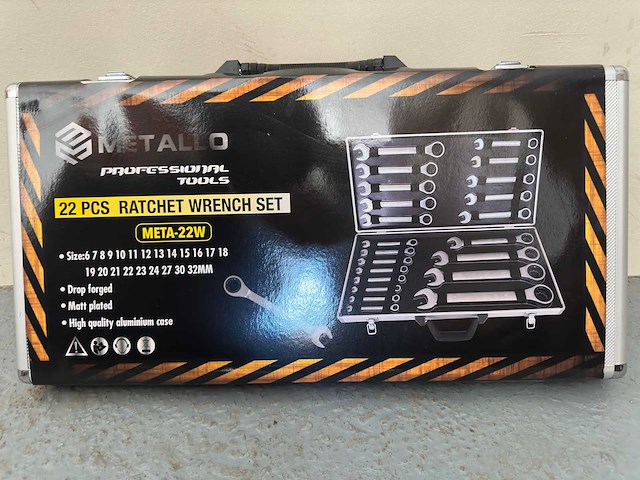 METALLO
PROFESSIONAL
TOOLS
22 PCS RATCHET WRENCH SET
META-22W
• Size:6 7 8 9 10 11 12 13 14 15 16 17 18
19 20 21 22 23 24 27 30 32MM
• Drop forged
• Matt plated
• High quality aluminium case